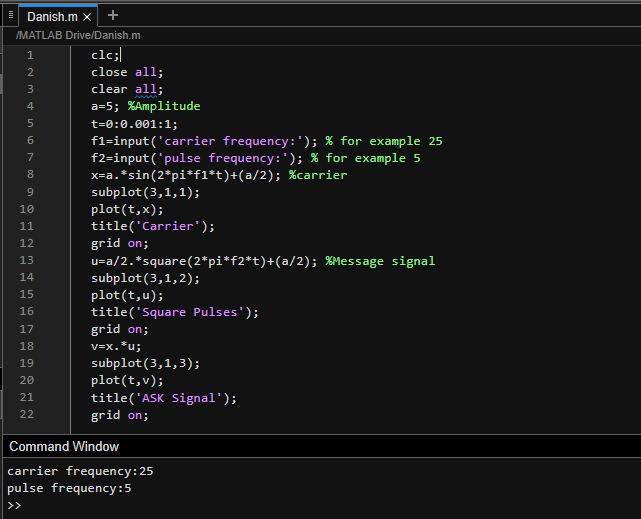 Danish.m × +
/MATLAB Drive/Danish.m
1 clc;
2 close all;
3 clear all;
4 a=5; %Amplitude
5 t=0:0.001:1;
6 f1=input('carrier frequency:'); % for example 25
7 f2=input('pulse frequency:'); % for example 5
8 x=a.*sin(2*pi*f1*t)+(a/2); %carrier
9 subplot(3,1,1);
10 plot(t,x);
11 title('Carrier');
12 grid on;
13 u=a/2.*square(2*pi*f2*t)+(a/2); %Message signal
14 subplot(3,1,2);
15 plot(t,u);
16 title('Square Pulses');
17 grid on;
18 v=x.*u;
19 subplot(3,1,3);
20 plot(t,v);
21 title('ASK Signal');
22 grid on;
Command Window
carrier frequency:25
pulse frequency:5
>>